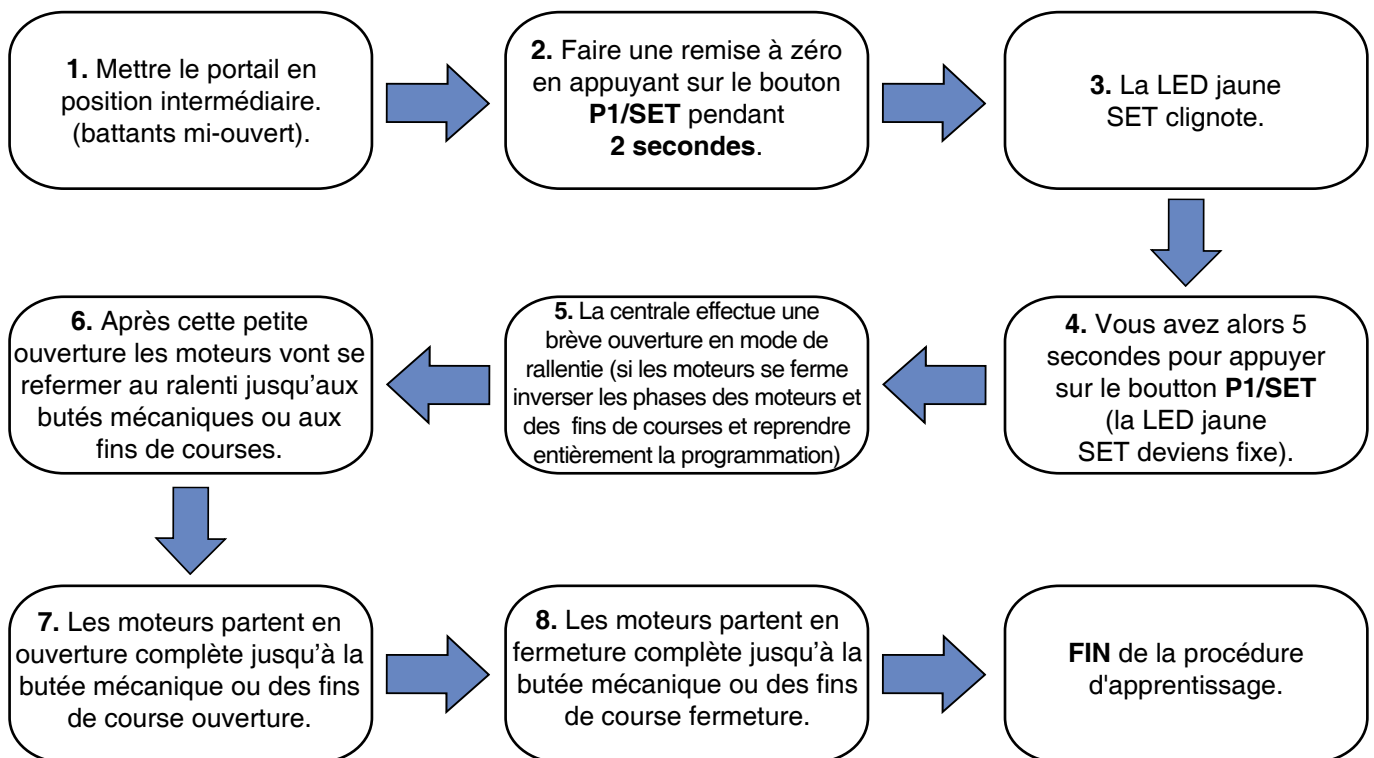 1. Mettre le portail en
position intermédiaire.
(battants mi-ouvert).
2. Faire une remise à zéro
en appuyant sur le bouton
P1/SET pendant
2 secondes.
3. La LED jaune
SET clignote.
4. Vous avez alors 5
secondes pour appuyer
sur le boutton P1/SET
(la LED jaune
SET deviens fixe).
5. La centrale effectue une
brève ouverture en mode de
rallentie (si les moteurs se ferme
inverser les phases des moteurs et
des fins de courses et reprendre
entièrement la programmation)
6. Après cette petite
ouverture les moteurs vont se
refermer au ralenti jusqu'aux
butés mécaniques ou aux
fins de courses.
7. Les moteurs partent en
ouverture complète jusqu'à la
butée mécanique ou des fins
de course ouverture.
8. Les moteurs partent en
fermeture complète jusqu'à la
butée mécanique ou des fins
de course fermeture.
FIN de la procédure
d'apprentissage.